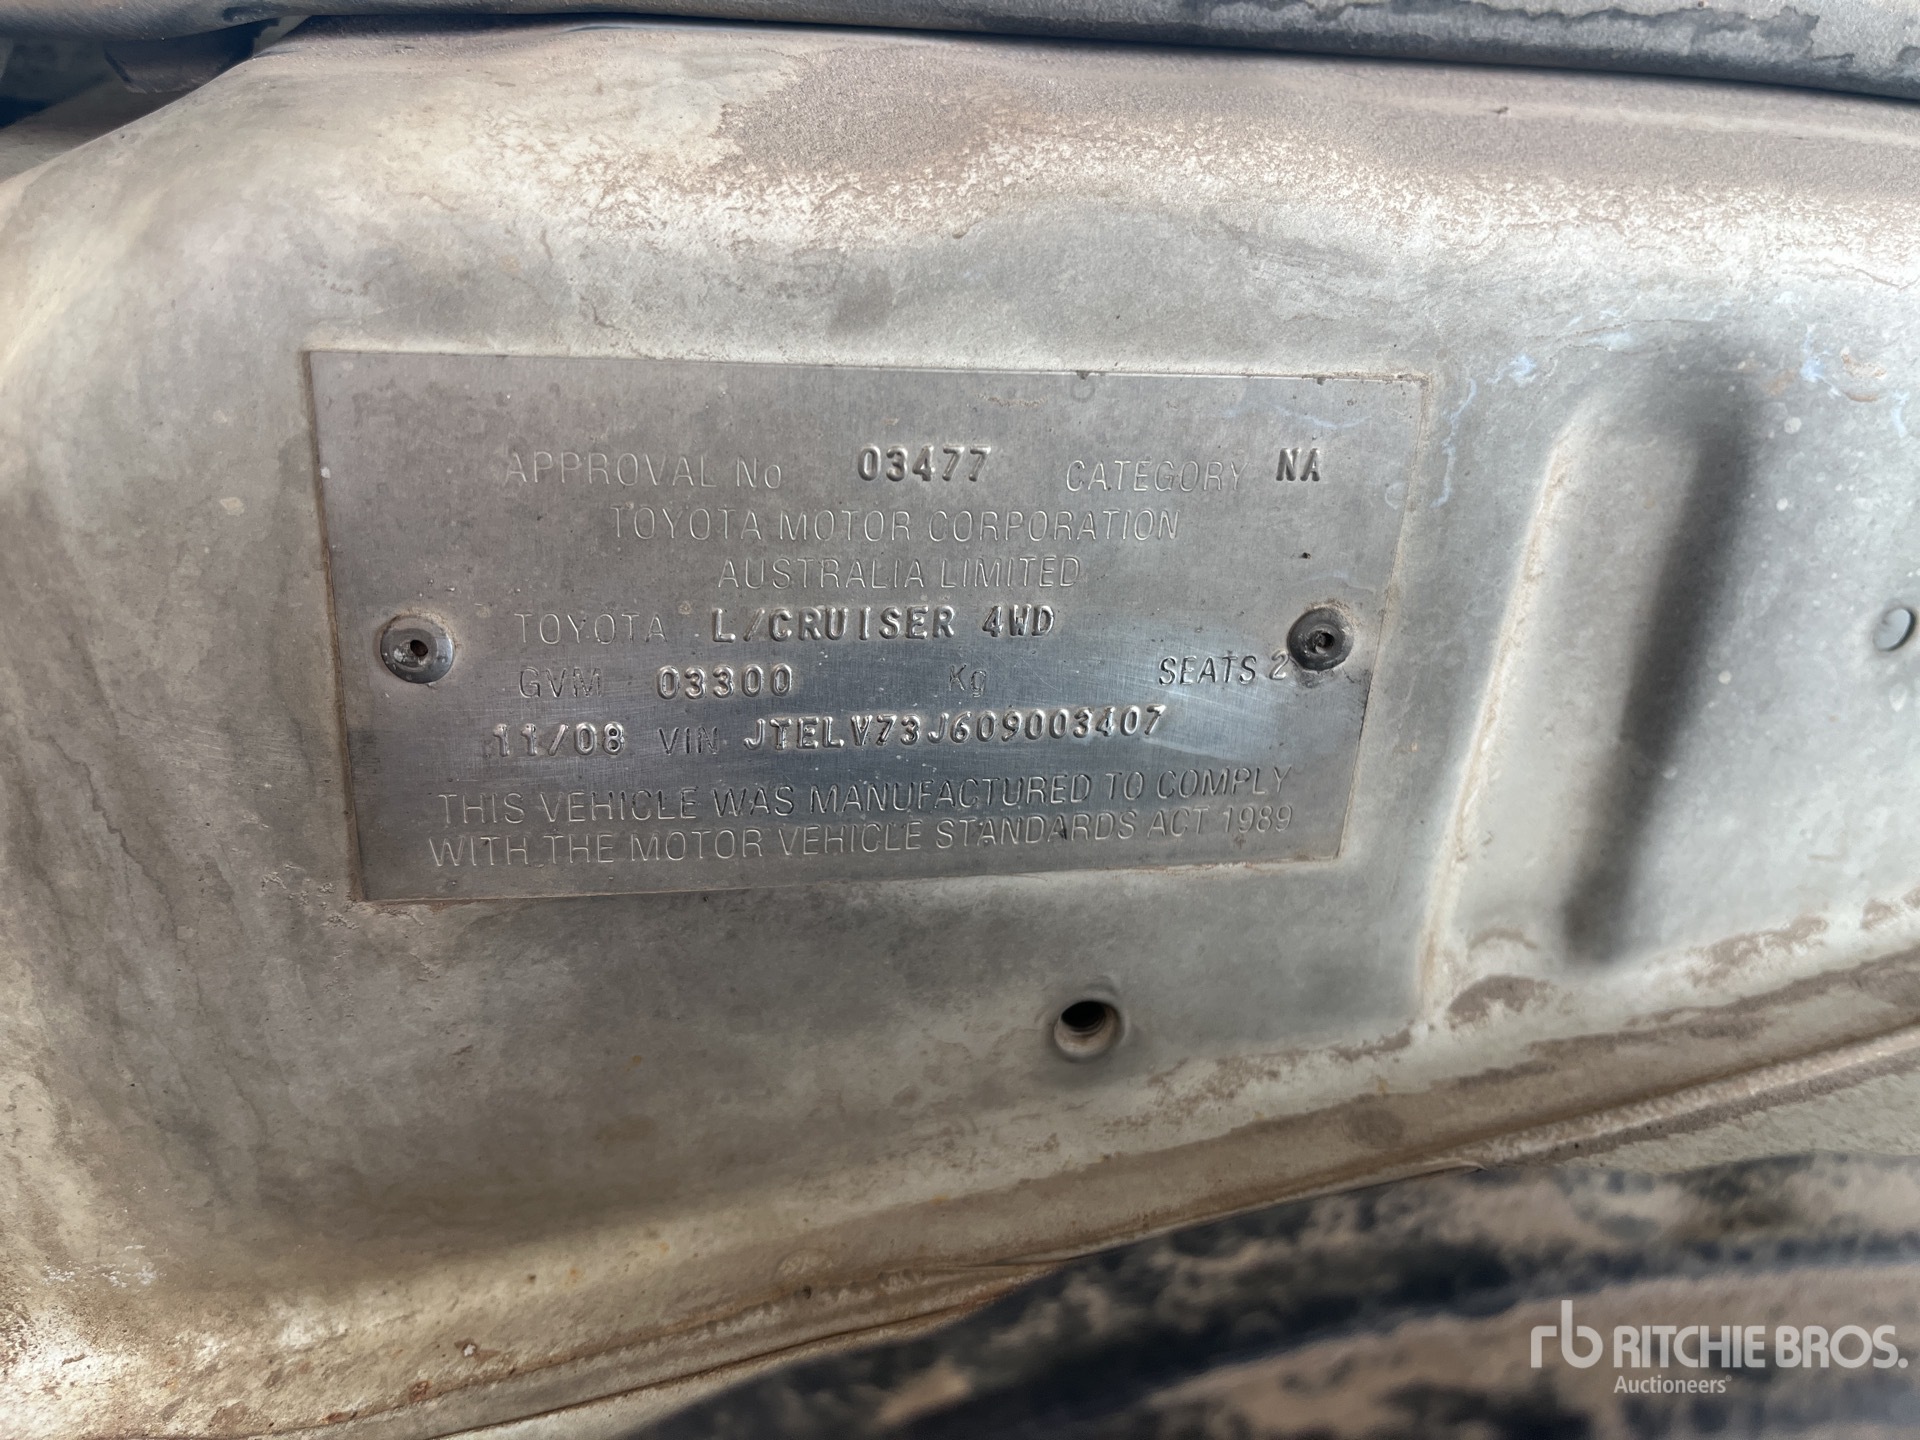 APPROVAL No 03477 CATEGORY NA
TOYOTA MOTOR CORPORATION
AUSTRALIA LIMITED
TOYOTA L/CRUISER 4WD
GVM 03300 Kg SEATS 2
11/08 VIN JTELV73J609003407
THIS VEHICLE WAS MANUFACTURED TO COMPLY
WITH THE MOTOR VEHICLE STANDARDS ACT 1989
rb RITCHIE BROS.
Auctioneers